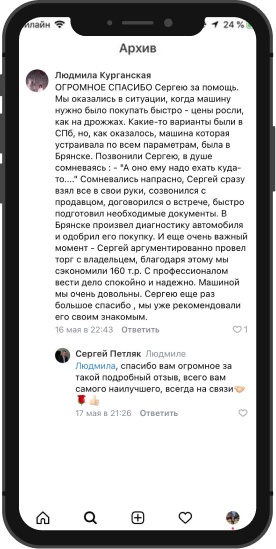 илайн 24 %
Архив
Людмила Курганская
ОГРОМНОЕ СПАСИБО Сергею за помощь.
Мы оказались в ситуации, когда машину
нужно было покупать быстро - цены росли,
как на дрожжах. Какие-то варианты были в
СПб, но, как оказалось, машина которая
устраивала по всем параметрам, была в
Брянске. Позвонили Сергею, в душе
сомневаясь : - "А оно ему надо ехать куда-
то...." Сомневались напрасно, Сергей сразу
взял все в свои руки, созвонился с
продавцом, договорился о встрече, быстро
подготовил необходимые документы. В
Брянске произвел диагностику автомобиля
и одобрил его покупку. И еще очень важный
момент - Сергей аргументированно провел
торг с владельцем, благодаря этому мы
сэкономили 160 т.р. С профессионалом
вести дело спокойно и надежно. Машиной
мы очень довольны. Сергею еще раз
большое спасибо , мы уже рекомендовали
его своим знакомым.
16 мая в 22:43 Ответить 1
Сергей Петляк Людмиле
Людмила, спасибо вам огромное за
такой подробный отзыв, всего вам
самого наилучшего, всегда на связи🤝
🌹👍
17 мая в 21:26 Ответить